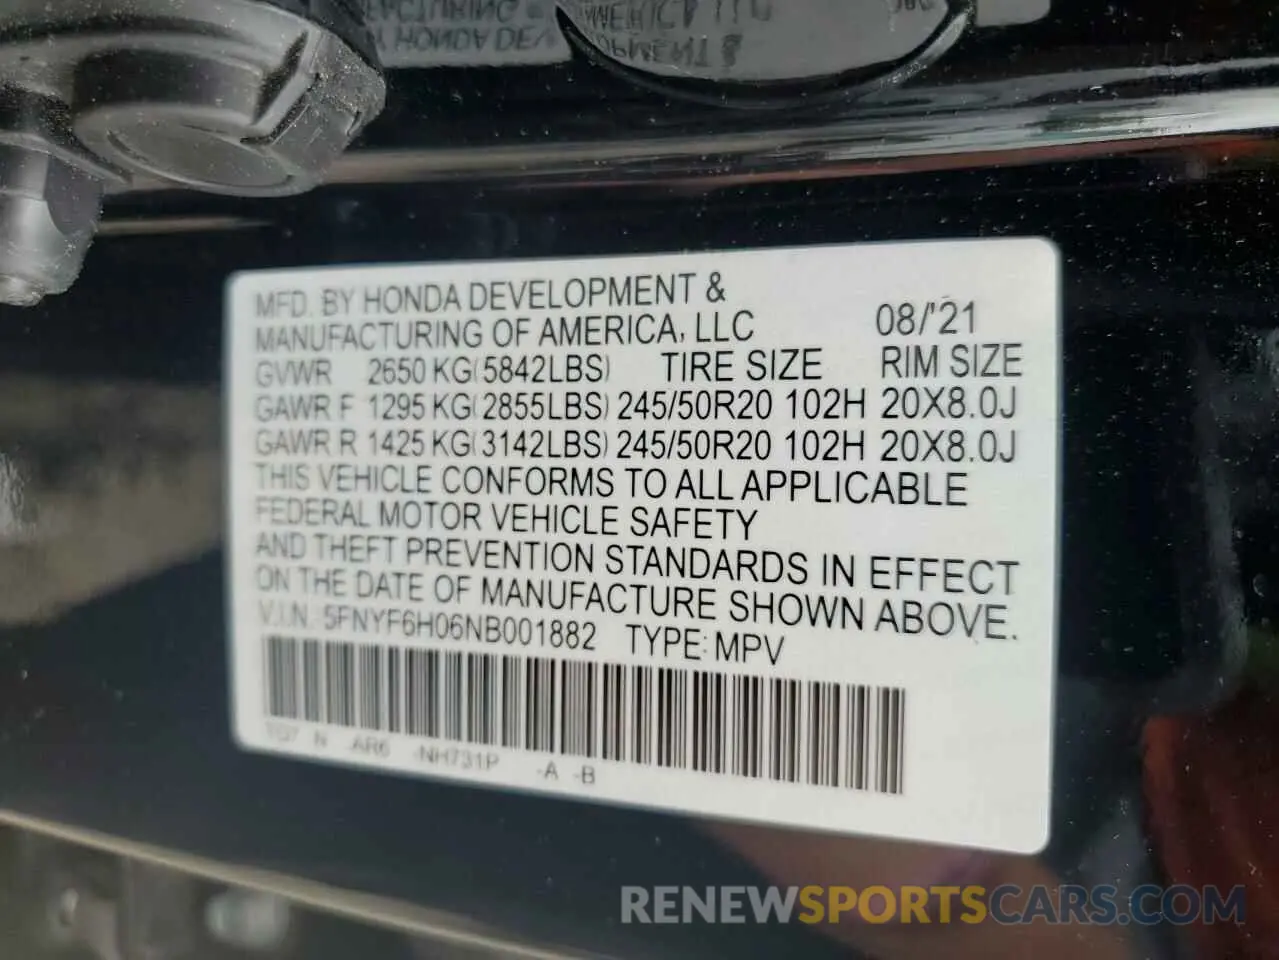 MFD. BY HONDA DEVELOPMENT &
MANUFACTURING OF AMERICA, LLC 08/'21
GVWR 2650 KG(5842LBS) TIRE SIZE RIM SIZE
GAWR F 1295 KG(2855LBS) 245/50R20 102H 20X8.0J
GAWR R 1425 KG(3142LBS) 245/50R20 102H 20X8.0J
THIS VEHICLE CONFORMS TO ALL APPLICABLE
FEDERAL MOTOR VEHICLE SAFETY
AND THEFT PREVENTION STANDARDS IN EFFECT
ON THE DATE OF MANUFACTURE SHOWN ABOVE.
V.I.N. 5FNYF6H06NB001882 TYPE: MPV
N AR6 -NH731P -A -B
RENEWSPORTSCARS.COM